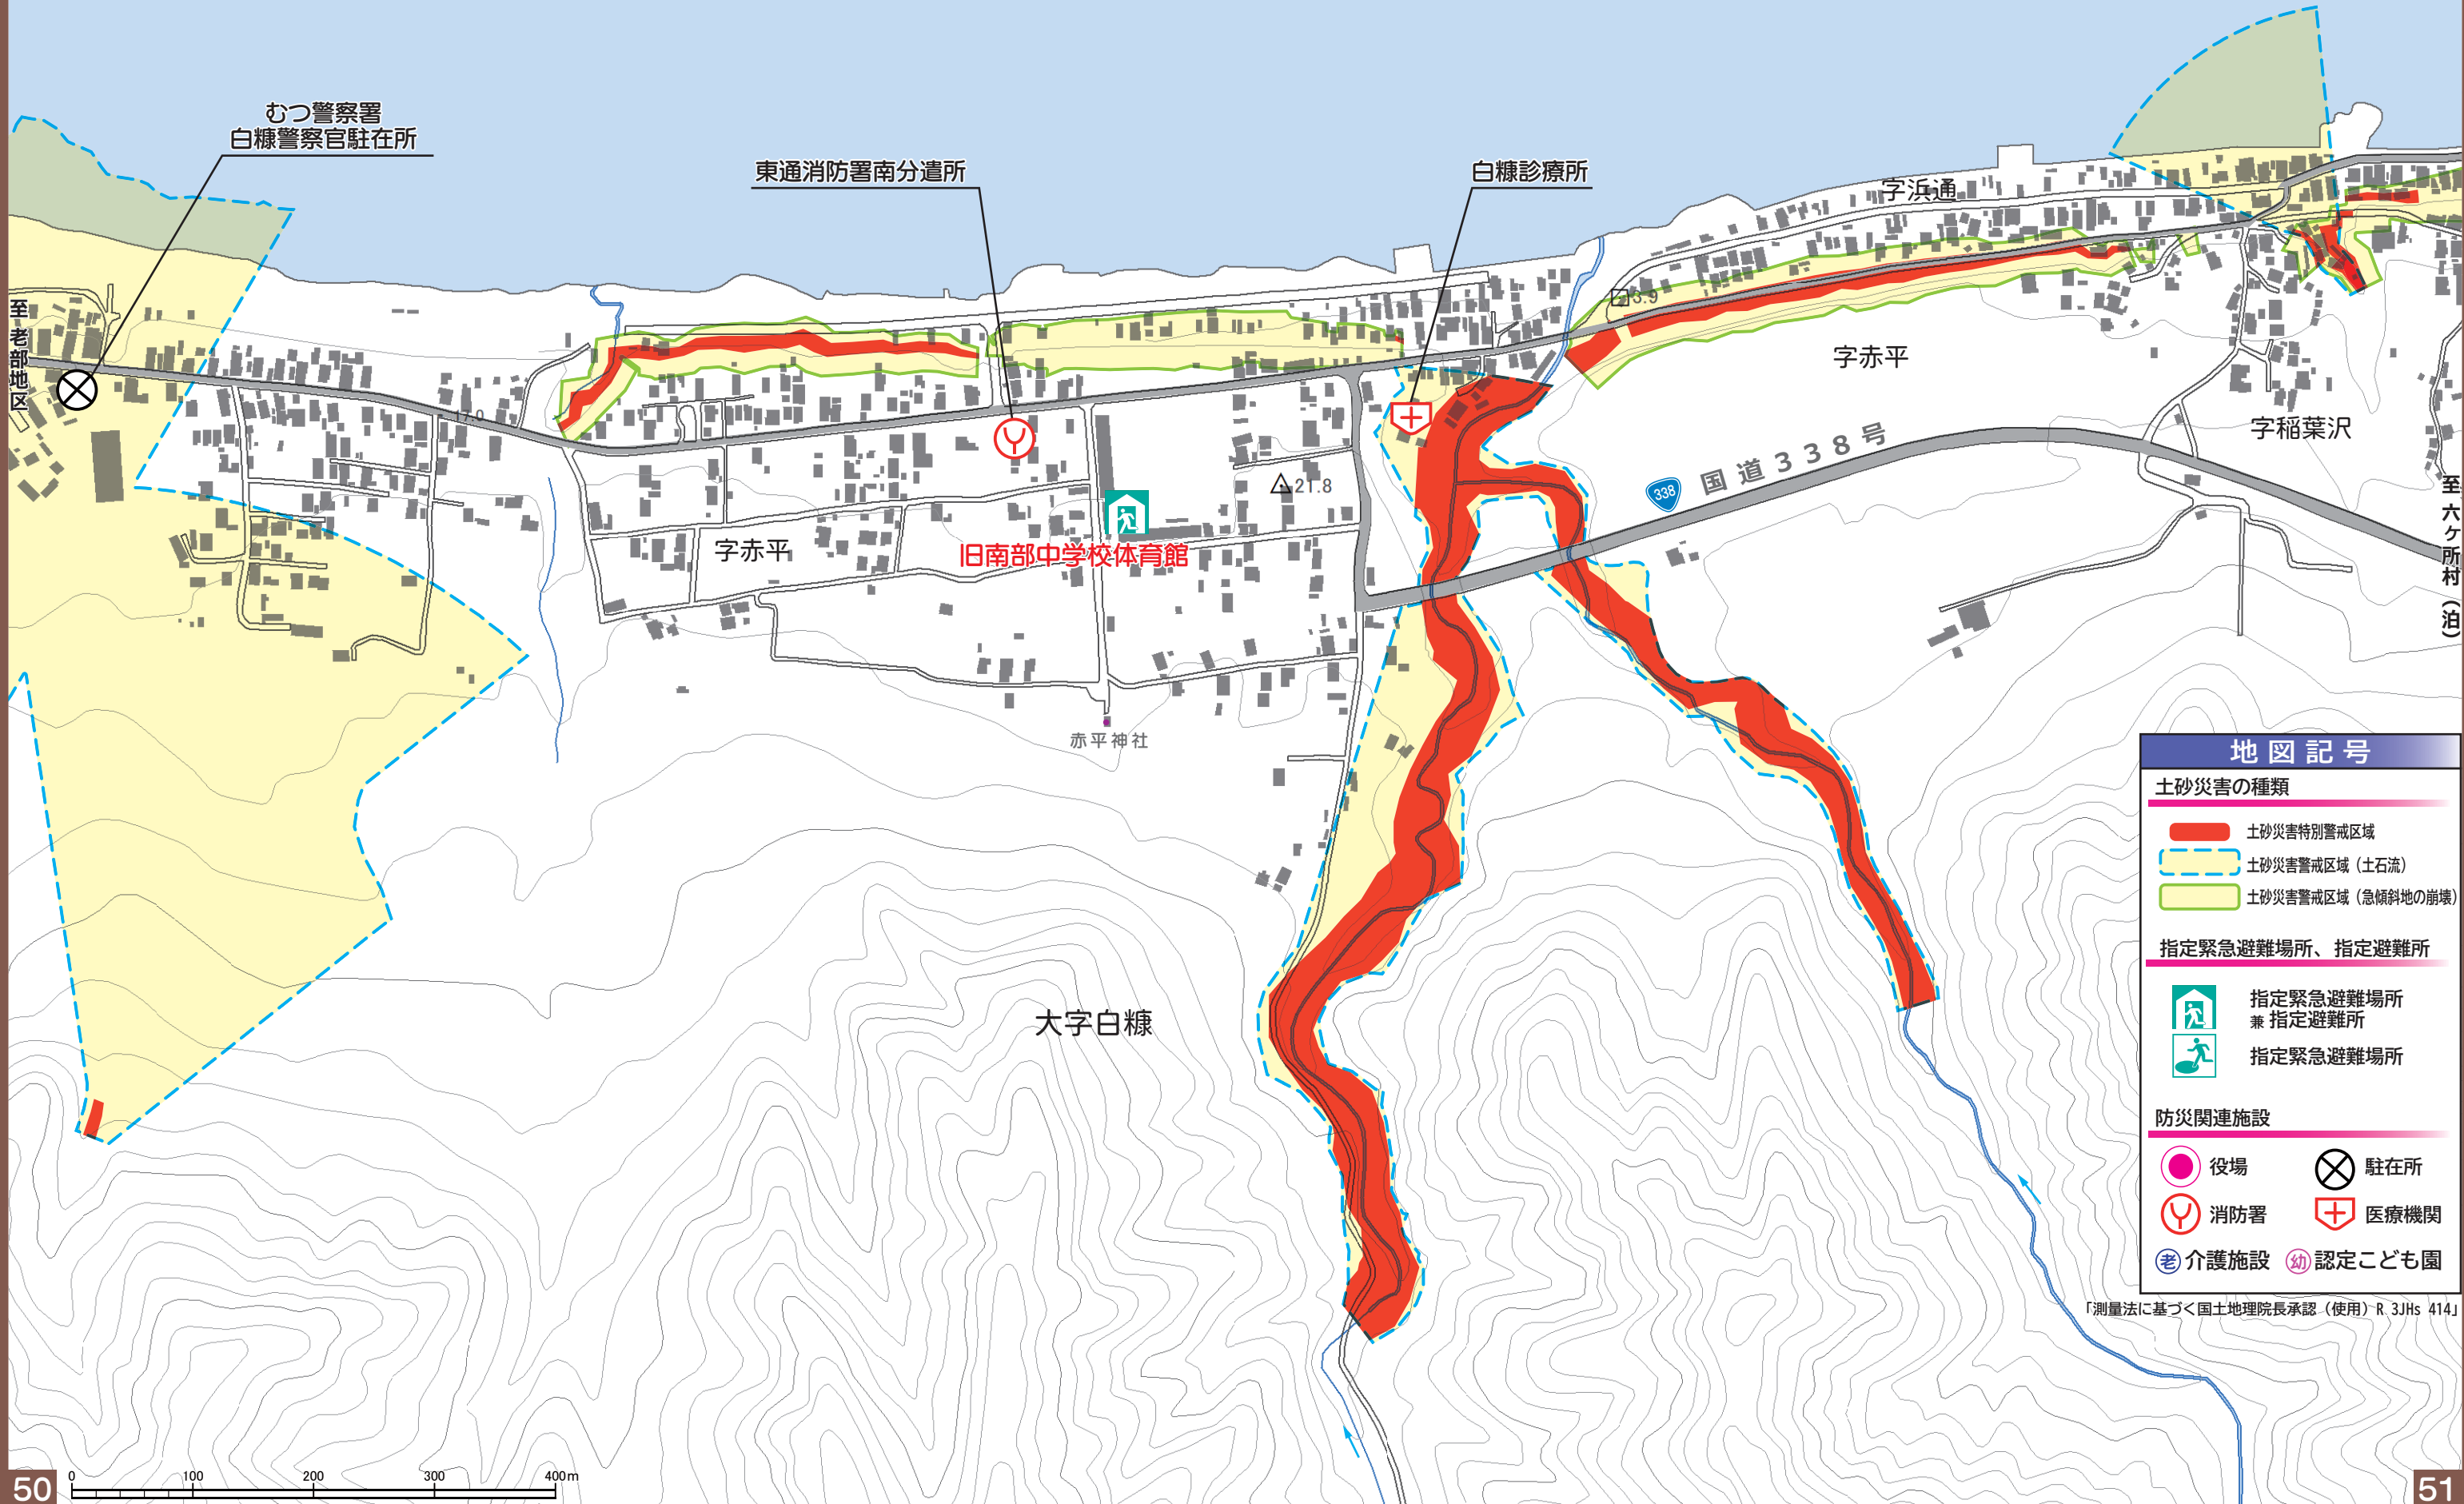 むつ警察署
白糠警察官駐在所
東通消防署南分遣所
白糠診療所
字浜通
3.9
至 老部地区
17.0
字赤平
字稲葉沢
国道338号
338
21.8
旧南部中学校体育館
字赤平
至 六ケ所村（泊）
赤平神社
大字白糠
地図記号
土砂災害の種類
土砂災害特別警戒区域
土砂災害警戒区域（土石流）
土砂災害警戒区域（急傾斜地の崩壊）
指定緊急避難場所、指定避難所
指定緊急避難場所
兼 指定避難所
指定緊急避難場所
防災関連施設
役場
駐在所
消防署
医療機関
老 介護施設
幼 認定こども園
「測量法に基づく国土地理院長承認（使用）R 3JHs 414」
0 100 200 300 400m
50
51